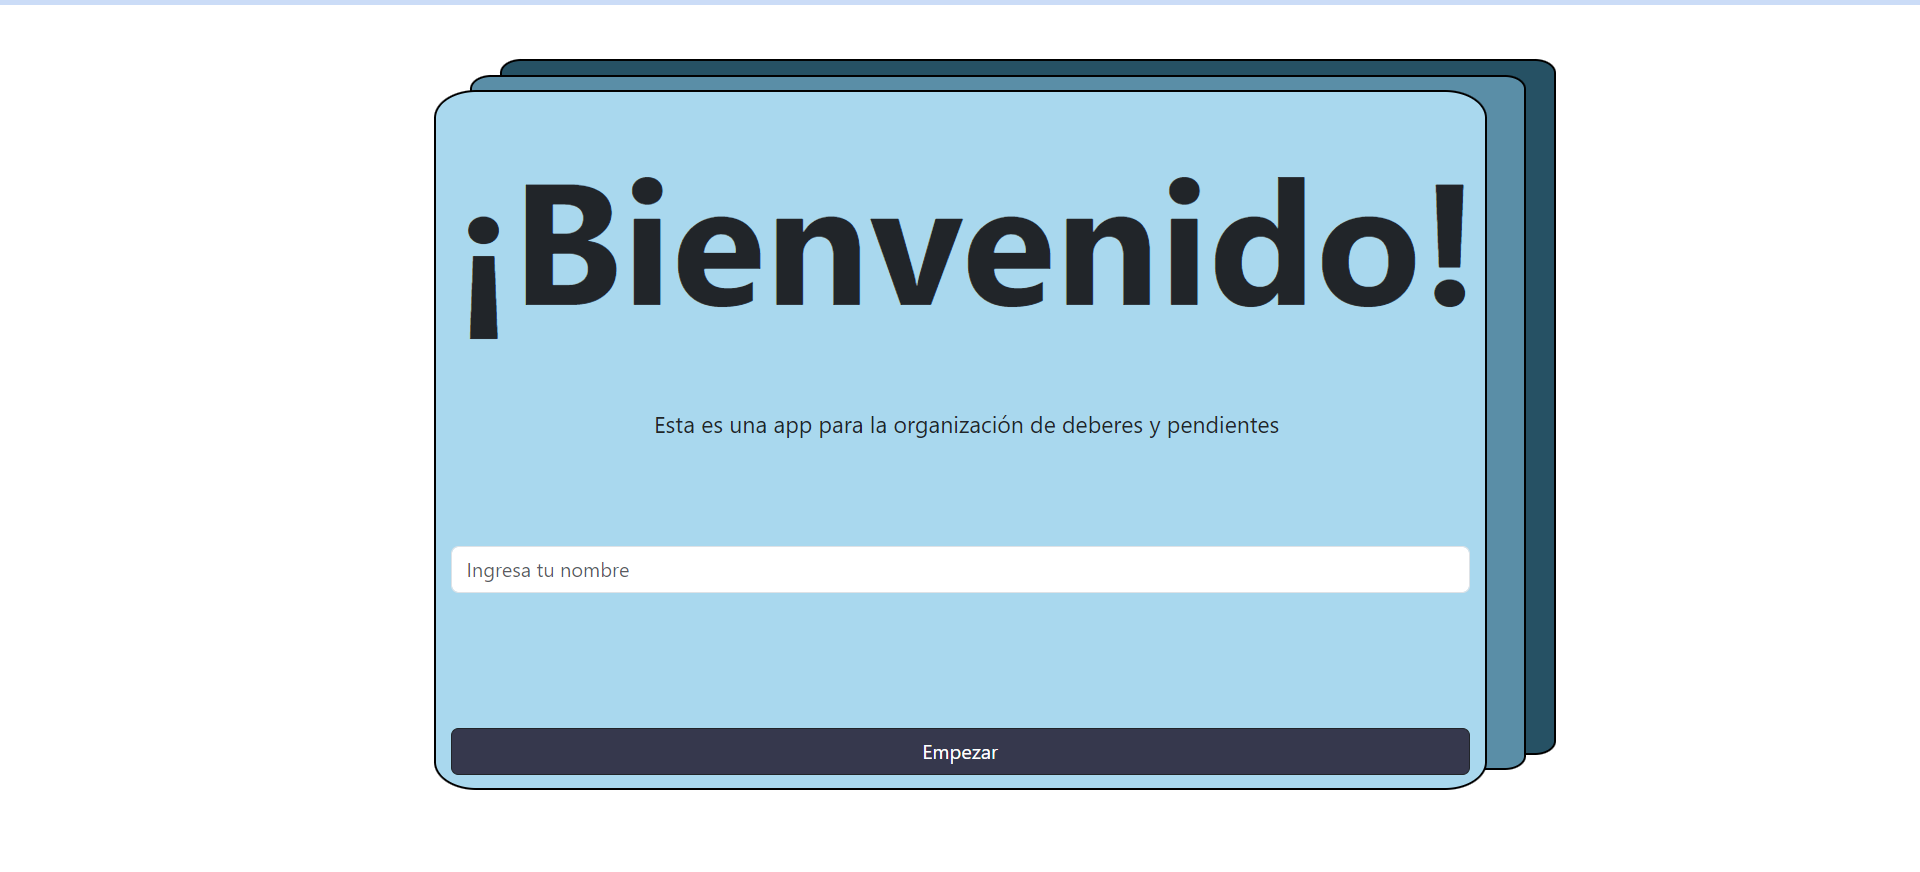 ¡Bienvenido!
Esta es una app para la organización de deberes y pendientes
Ingresa tu nombre
Empezar